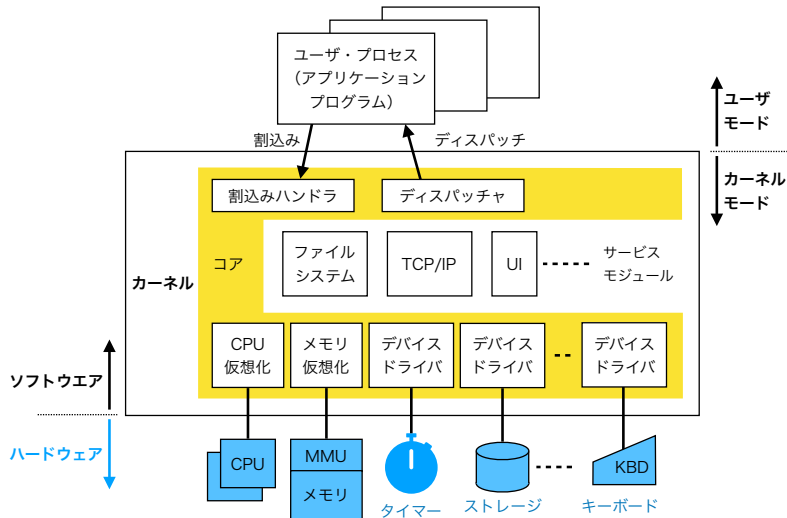 ユーザ・プロセス
（アプリケーション
プログラム）
割込み
ディスパッチ
ユーザ
モード
カーネル
モード
割込みハンドラ
ディスパッチャ
コア
ファイル
システム
TCP/IP
UI
サービス
モジュール
カーネル
CPU
仮想化
メモリ
仮想化
デバイス
ドライバ
デバイス
ドライバ
デバイス
ドライバ
ソフトウエア
ハードウェア
CPU
MMU
メモリ
タイマー
ストレージ
KBD
キーボード